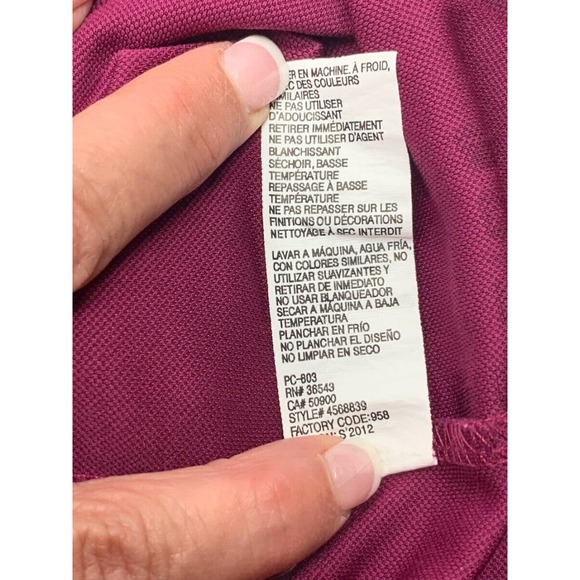 EN MACHINE. À FROID,
DES COULEURS
NE PAS UTILISER
D'ADOUCISSANT
RETIRER IMMÉDIATEMENT
NE PAS UTILISER D'AGENT
BLANCHISSANT
SÉCHOIR, BASSE
TEMPÉRATURE
REPASSAGE À BASSE
TEMPÉRATURE
NE PAS REPASSER SUR LES
FINITIONS OU DÉCORATIONS
NETTOYAGE À SEC INTERDIT
LAVAR A MÁQUINA, AGUA FRÍA,
CON COLORES SIMILARES, NO
UTILIZAR SUAVIZANTES Y
RETIRAR DE INMEDIATO
NO USAR BLANQUEADOR
SECAR A MÁQUINA A BAJA
TEMPERATURA
PLANCHAR EN FRÍO
NO PLANCHAR EL DISEÑO
NO LIMPIAR EN SECO
PC-803
RN# 36543
CA# 50900
STYLE# 4568839
FACTORY CODE: 958
S'2012